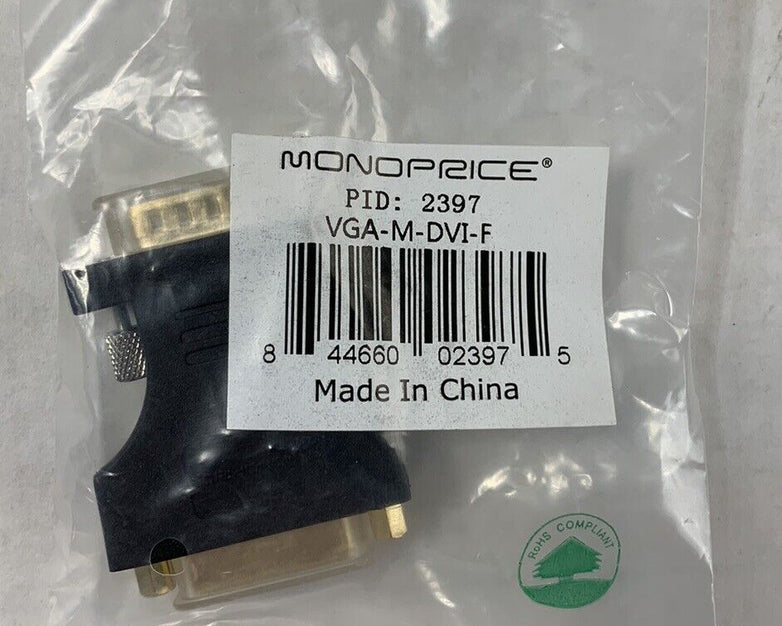 MONOPRICE®
PID: 2397
VGA-M-DVI-F
8 44660 02397 5
Made In China
RoHS COMPLIANT